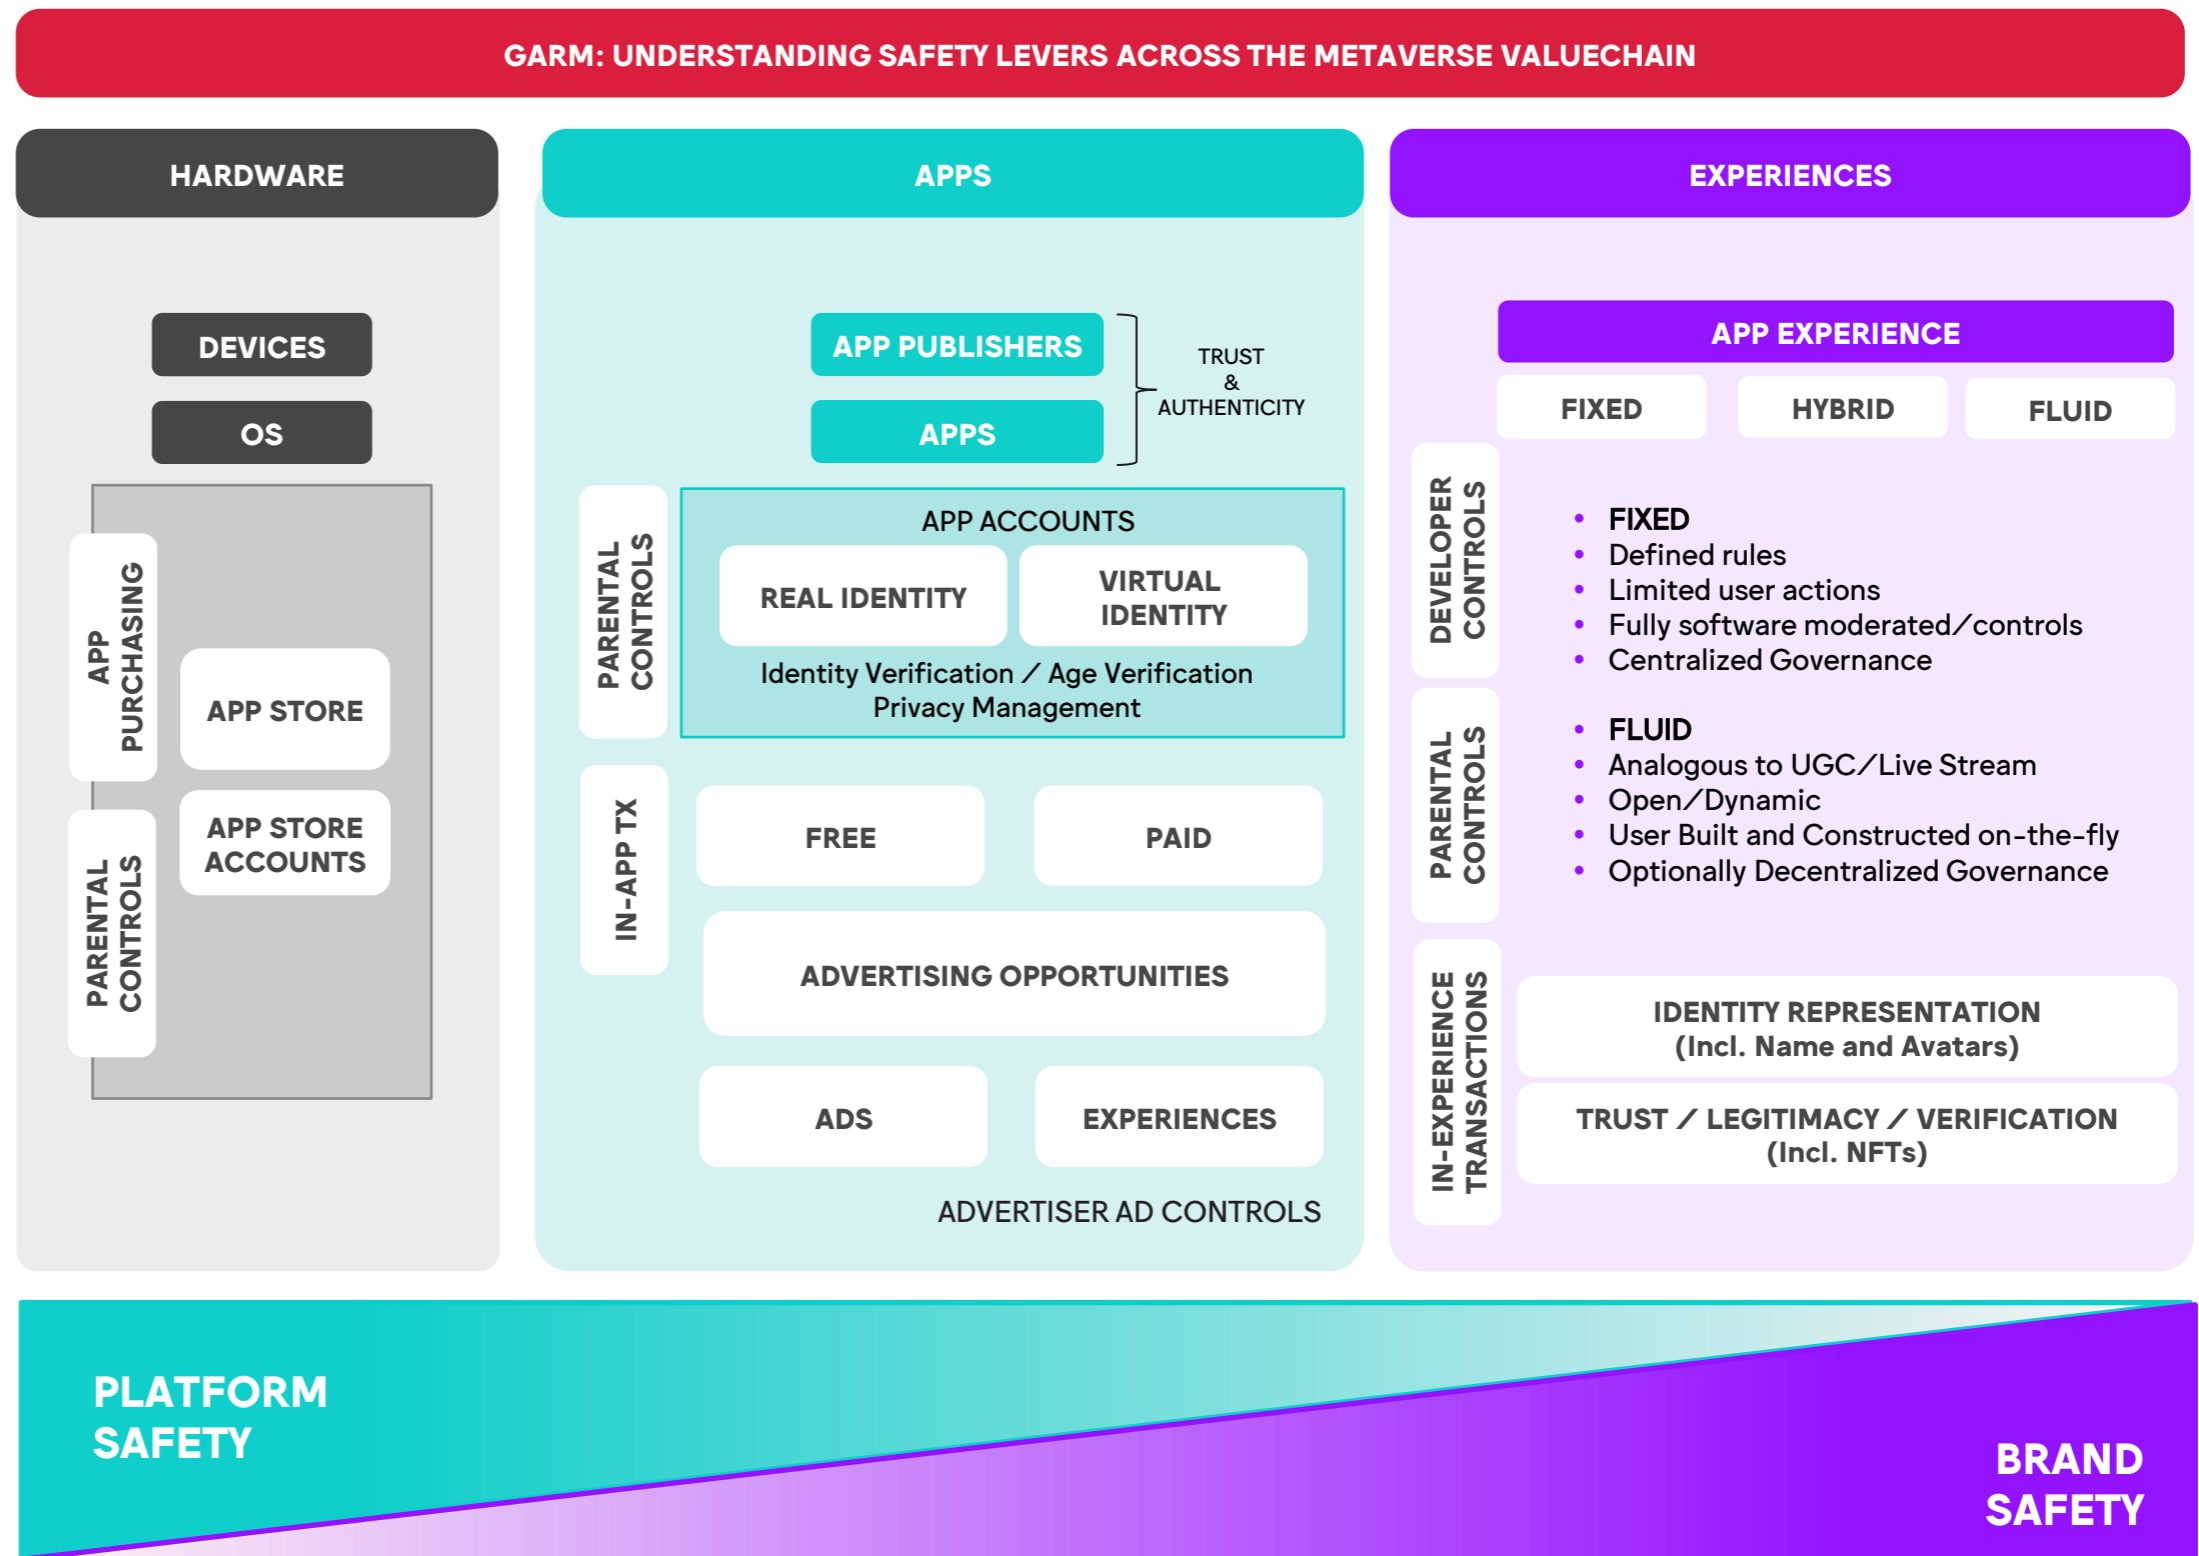 GARM: UNDERSTANDING SAFETY LEVERS ACROSS THE METAVERSE VALUECHAIN
HARDWARE
DEVICES
OS
APP
PURCHASING
APP STORE
APP STORE
ACCOUNTS
PARENTAL
CONTROLS
APPS
APP PUBLISHERS
APPS
TRUST
&
AUTHENTICITY
PARENTAL
CONTROLS
APP ACCOUNTS
REAL IDENTITY
VIRTUAL
IDENTITY
Identity Verification / Age Verification
Privacy Management
IN-APP TX
FREE
PAID
ADVERTISING OPPORTUNITIES
ADS
EXPERIENCES
ADVERTISER AD CONTROLS
EXPERIENCES
APP EXPERIENCE
FIXED
HYBRID
FLUID
DEVELOPER
CONTROLS
• FIXED
• Defined rules
• Limited user actions
• Fully software moderated/controls
• Centralized Governance
PARENTAL
CONTROLS
• FLUID
• Analogous to UGC/Live Stream
• Open/Dynamic
• User Built and Constructed on-the-fly
• Optionally Decentralized Governance
IN-EXPERIENCE
TRANSACTIONS
IDENTITY REPRESENTATION
(Incl. Name and Avatars)
TRUST / LEGITIMACY / VERIFICATION
(Incl. NFTs)
PLATFORM
SAFETY
BRAND
SAFETY